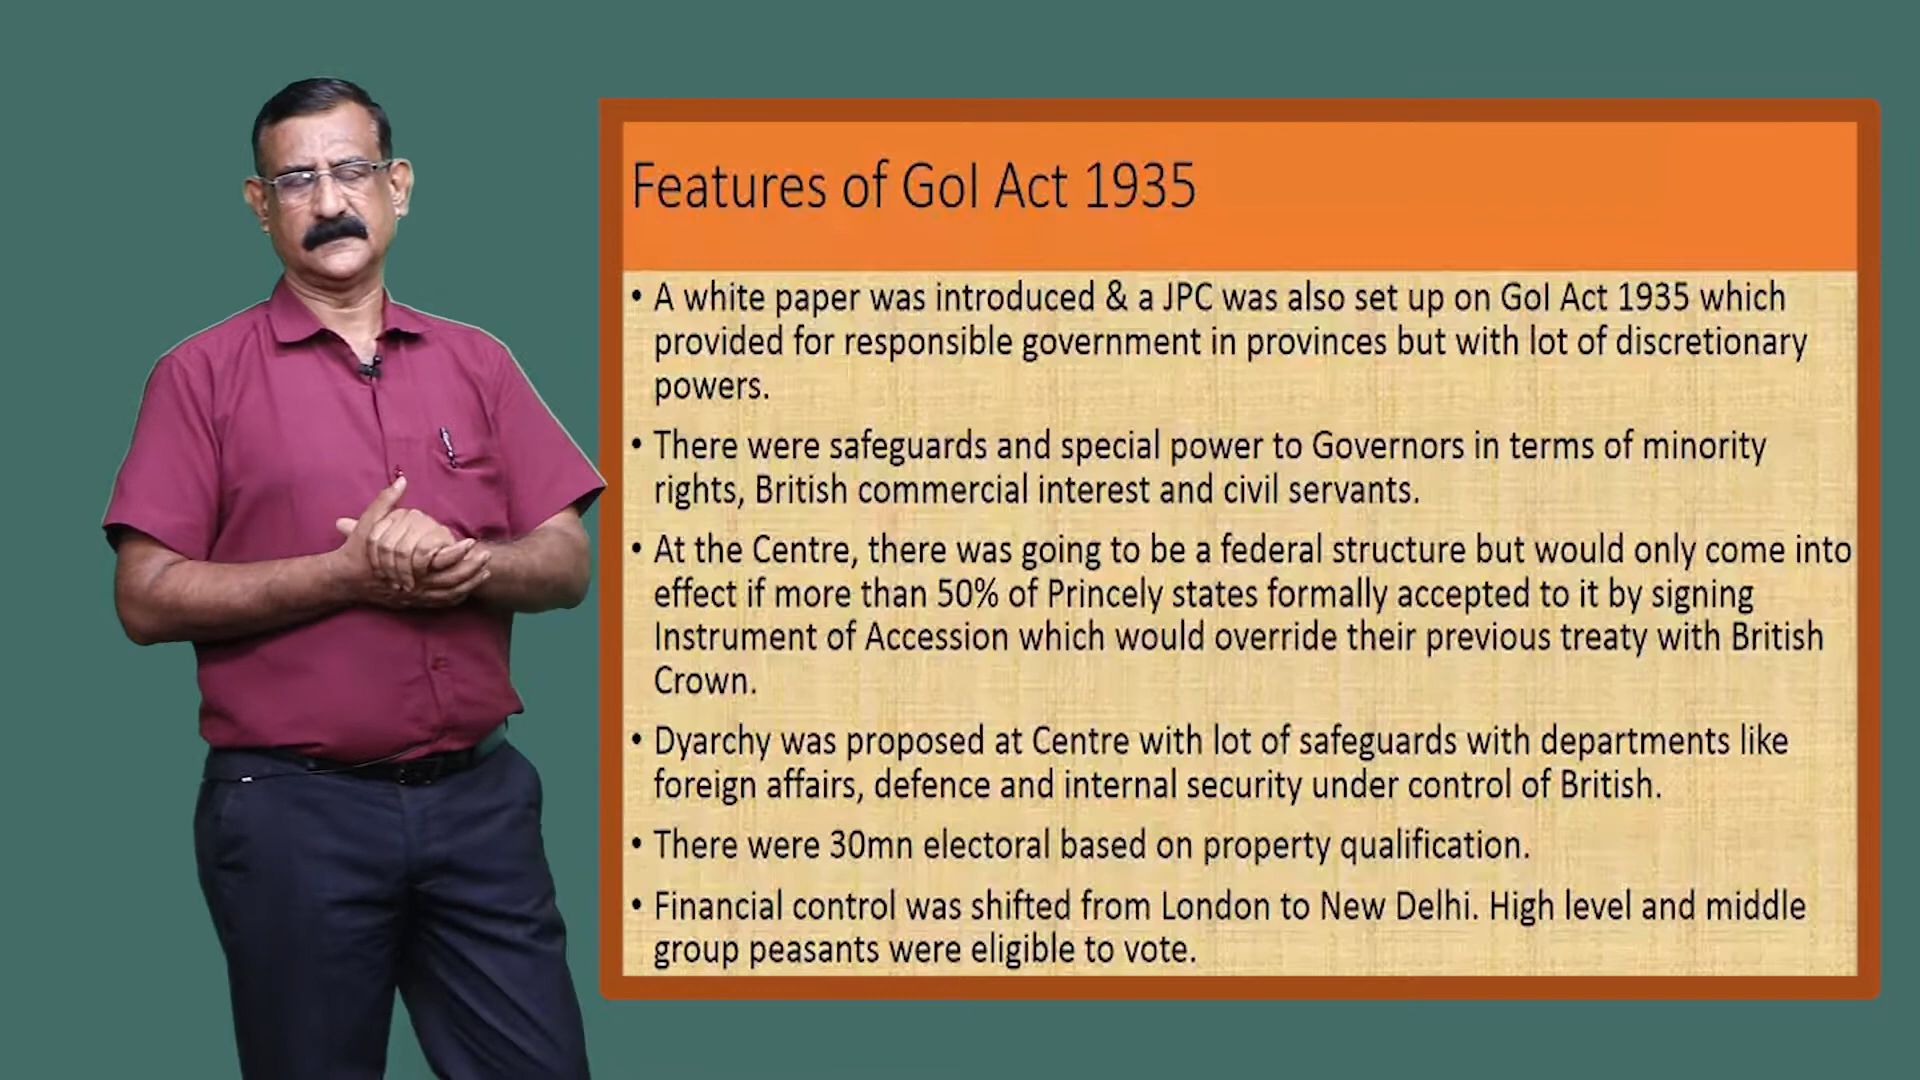 Features of GoI Act 1935
• A white paper was introduced & a JPC was also set up on GoI Act 1935 which
provided for responsible government in provinces but with lot of discretionary
powers.
• There were safeguards and special power to Governors in terms of minority
rights, British commercial interest and civil servants.
• At the Centre, there was going to be a federal structure but would only come into
effect if more than 50% of Princely states formally accepted to it by signing
Instrument of Accession which would override their previous treaty with British
Crown.
• Dyarchy was proposed at Centre with lot of safeguards with departments like
foreign affairs, defence and internal security under control of British.
• There were 30mn electoral based on property qualification.
• Financial control was shifted from London to New Delhi. High level and middle
group peasants were eligible to vote.